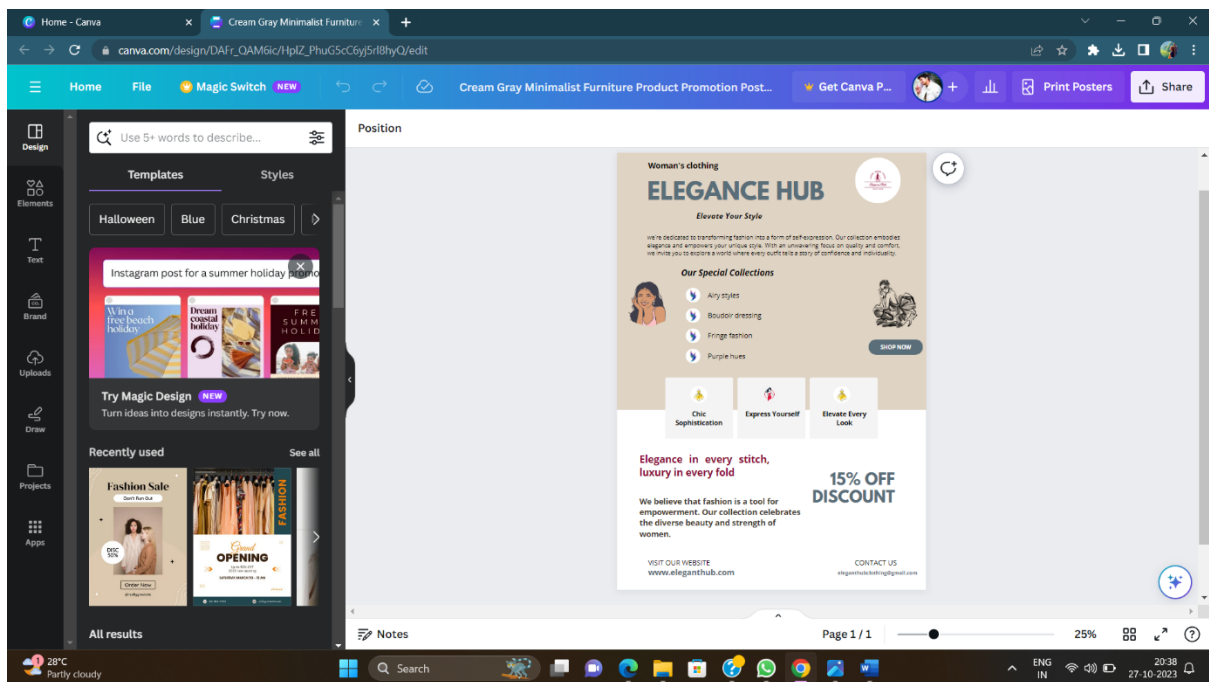 Home - Canva
Cream Gray Minimalist Furniture
canva.com/design/DAFr_QAM6ic/HplZ_PhuG5cC6yj5rl8hyQ/edit
Home
File
Magic Switch NEW
Cream Gray Minimalist Furniture Product Promotion Post...
Get Canva P...
Print Posters
Share
Design
Elements
Text
Brand
Uploads
Draw
Projects
Apps
Use 5+ words to describe...
Templates
Styles
Halloween
Blue
Christmas
Instagram post for a summer holiday promo
Win a
free beach
holiday
Dream
coastal
holiday
FRE
SUMM
HOLID
Try Magic Design NEW
Turn ideas into designs instantly. Try now.
Recently used
See all
Fashion Sale
Don't Run Out
DISC
50%
Order Now
FASHION
Grand
OPENING
All results
Position
Woman's clothing
ELEGANCE HUB
Elevate Your Style
we're dedicated to transforming fashion into a form of self-expression. Our collection embodies
elegance and empowers your unique style. With an unwavering focus on quality and comfort,
we invite you to explore a world where every outfit tells a story of confidence and individuality.
Our Special Collections
Airy styles
Boudoir dressing
Fringe fashion
Purple hues
SHOP NOW
Chic
Sophistication
Express Yourself
Elevate Every
Look
Elegance in every stitch,
luxury in every fold
15% OFF
DISCOUNT
We believe that fashion is a tool for
empowerment. Our collection celebrates
the diverse beauty and strength of
women.
VISIT OUR WEBSITE
www.eleganthub.com
CONTACT US
eleganthubclothing@gmail.com
Notes
Page 1 / 1
25%
1
28°C
Partly cloudy
Search
ENG
IN
20:38
27-10-2023